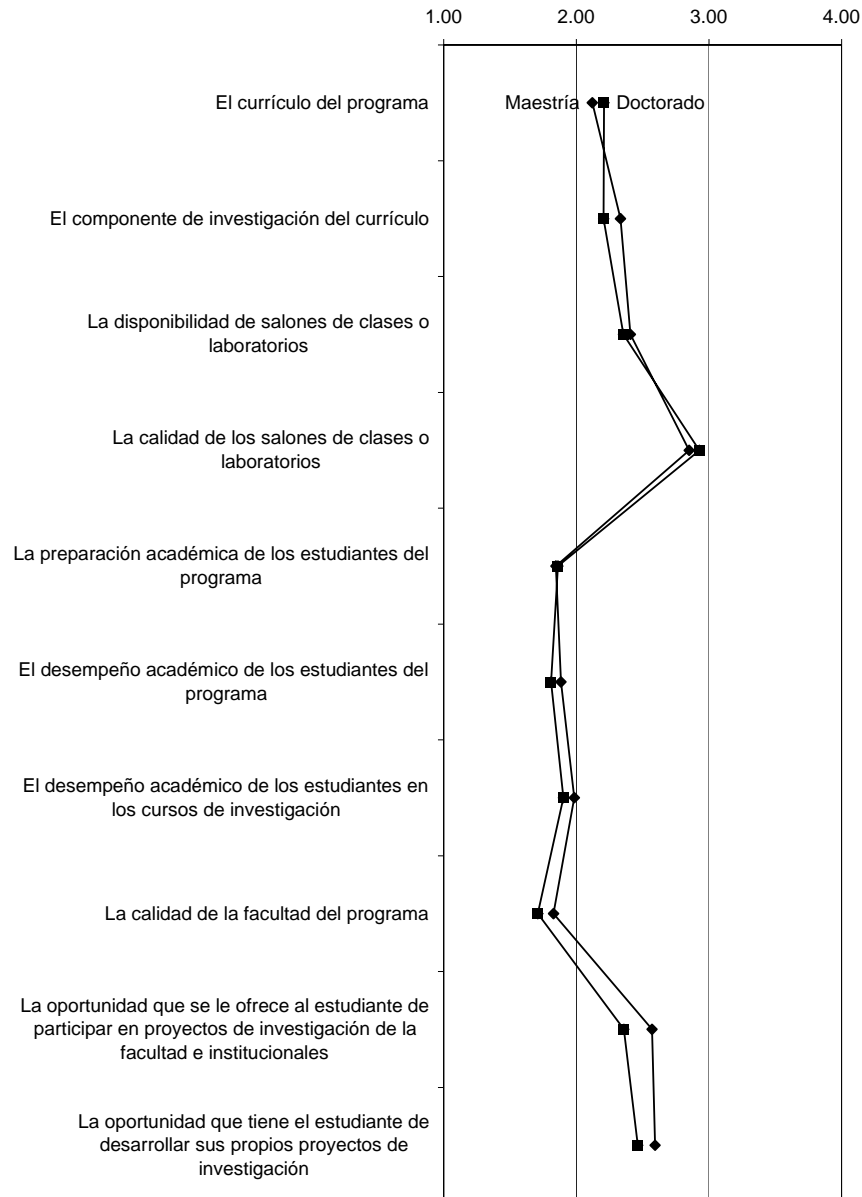 1.00 2.00 3.00 4.00
El currículo del programa
Maestría
Doctorado
El componente de investigación del currículo
La disponibilidad de salones de clases o
laboratorios
La calidad de los salones de clases o
laboratorios
La preparación académica de los estudiantes del
programa
El desempeño académico de los estudiantes del
programa
El desempeño académico de los estudiantes en
los cursos de investigación
La calidad de la facultad del programa
La oportunidad que se le ofrece al estudiante de
participar en proyectos de investigación de la
facultad e institucionales
La oportunidad que tiene el estudiante de
desarrollar sus propios proyectos de
investigación